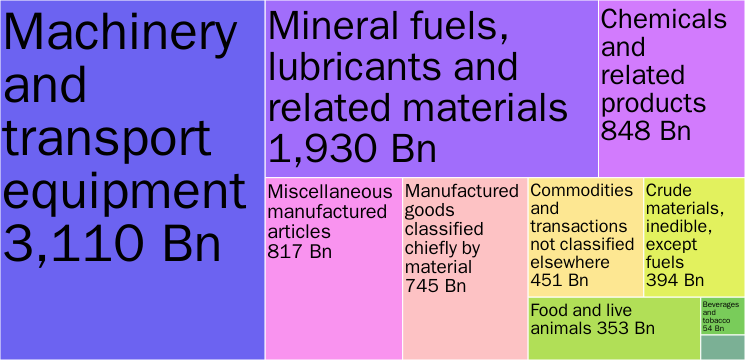 Machinery
and
transport
equipment
3,110 Bn
Mineral fuels,
lubricants and
related materials
1,930 Bn
Chemicals
and
related
products
848 Bn
Miscellaneous
manufactured
articles
817 Bn
Manufactured
goods
classified
chiefly by
material
745 Bn
Commodities
and
transactions
not classified
elsewhere
451 Bn
Crude
materials,
inedible,
except
fuels
394 Bn
Food and live
animals 353 Bn
Beverages
and
tobacco
54 Bn